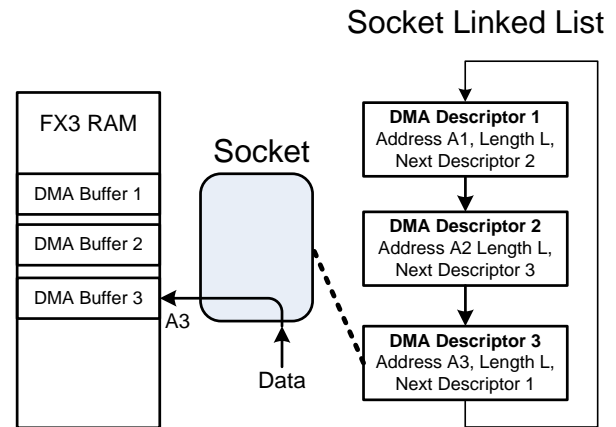 Socket Linked List
FX3 RAM
DMA Buffer 1
DMA Buffer 2
DMA Buffer 3
Socket
A3
Data
DMA Descriptor 1
Address A1, Length L,
Next Descriptor 2
DMA Descriptor 2
Address A2 Length L,
Next Descriptor 3
DMA Descriptor 3
Address A3, Length L,
Next Descriptor 1